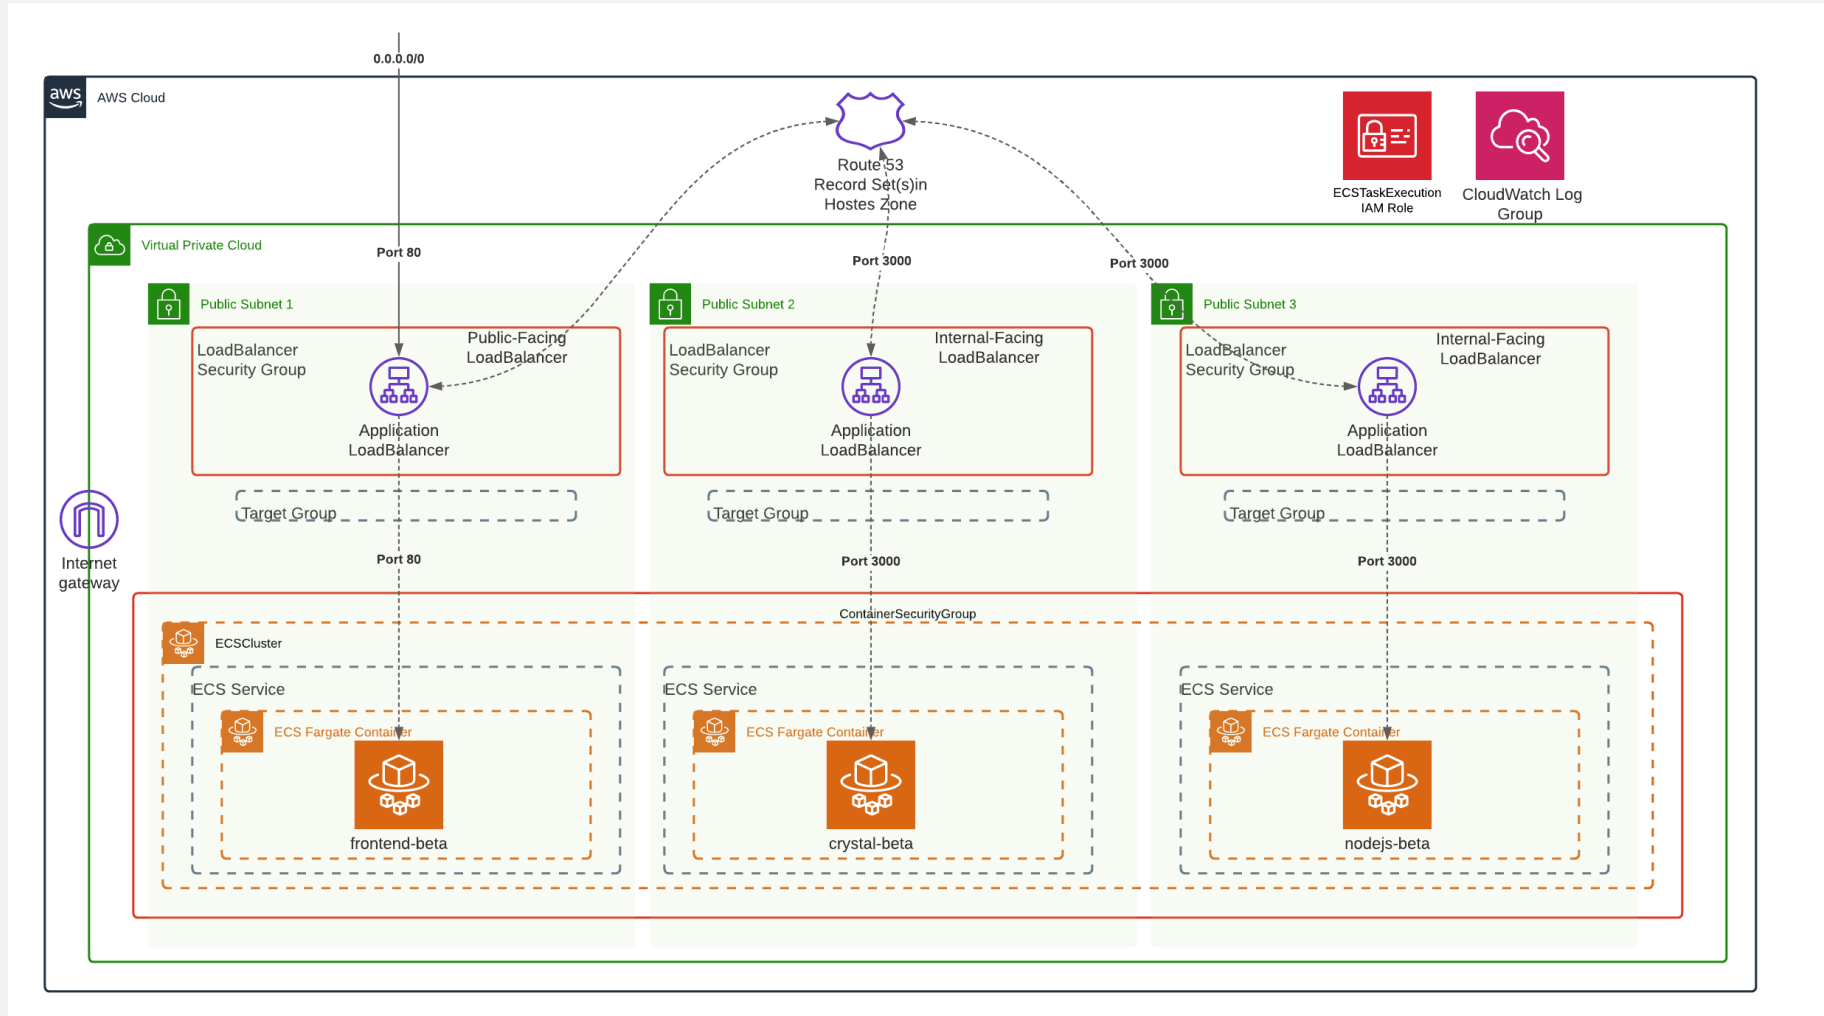 0.0.0.0/0
aws
AWS Cloud
Route 53
Record Set(s)in
Hostes Zone
ECSTaskExecution
IAM Role
CloudWatch Log
Group
Virtual Private Cloud
Port 80
Port 3000
Port 3000
Public Subnet 1
Public Subnet 2
Public Subnet 3
LoadBalancer
Security Group
Public-Facing
LoadBalancer
Application
LoadBalancer
LoadBalancer
Security Group
Internal-Facing
LoadBalancer
Application
LoadBalancer
LoadBalancer
Security Group
Internal-Facing
LoadBalancer
Application
LoadBalancer
Target Group
Target Group
Target Group
Internet
gateway
Port 80
Port 3000
Port 3000
ContainerSecurityGroup
ECSCluster
ECS Service
ECS Service
ECS Service
ECS Fargate Container
ECS Fargate Container
ECS Fargate Container
frontend-beta
crystal-beta
nodejs-beta